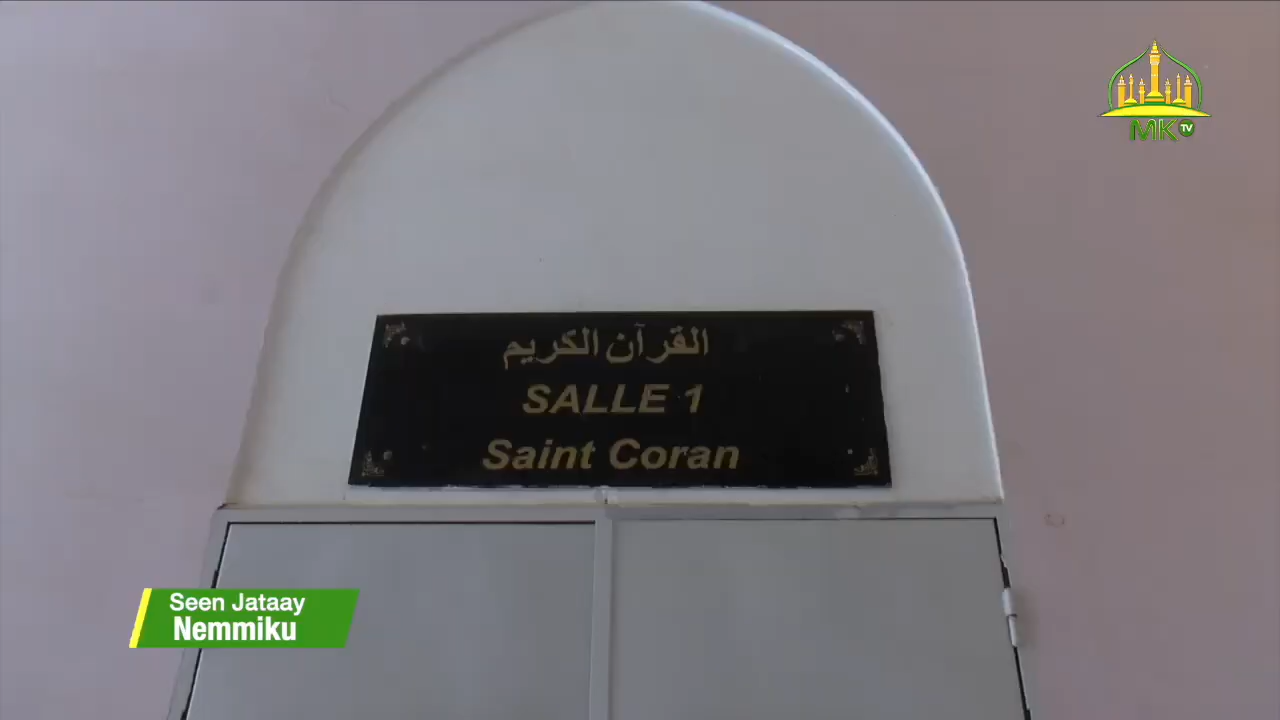 MK TV
القرآن الكريم
SALLE 1
Saint Coran
Seen Jataay
Nemmiku